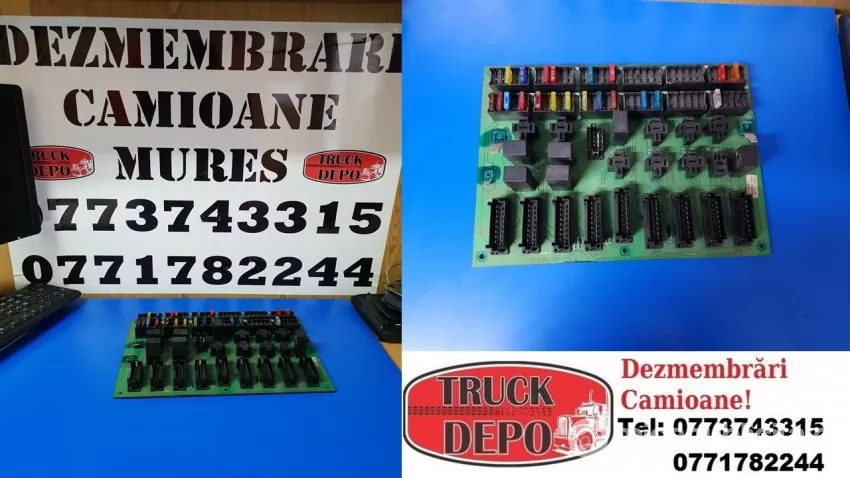 DEZMEMBRARI
CAMIOANE
MURES
TRUCK
DEPO
TRUCK
DEPO
0773743315
0771782244
TRUCK
DEPO
Dezmembrări
Camioane!
Tel: 0773743315
0771782244